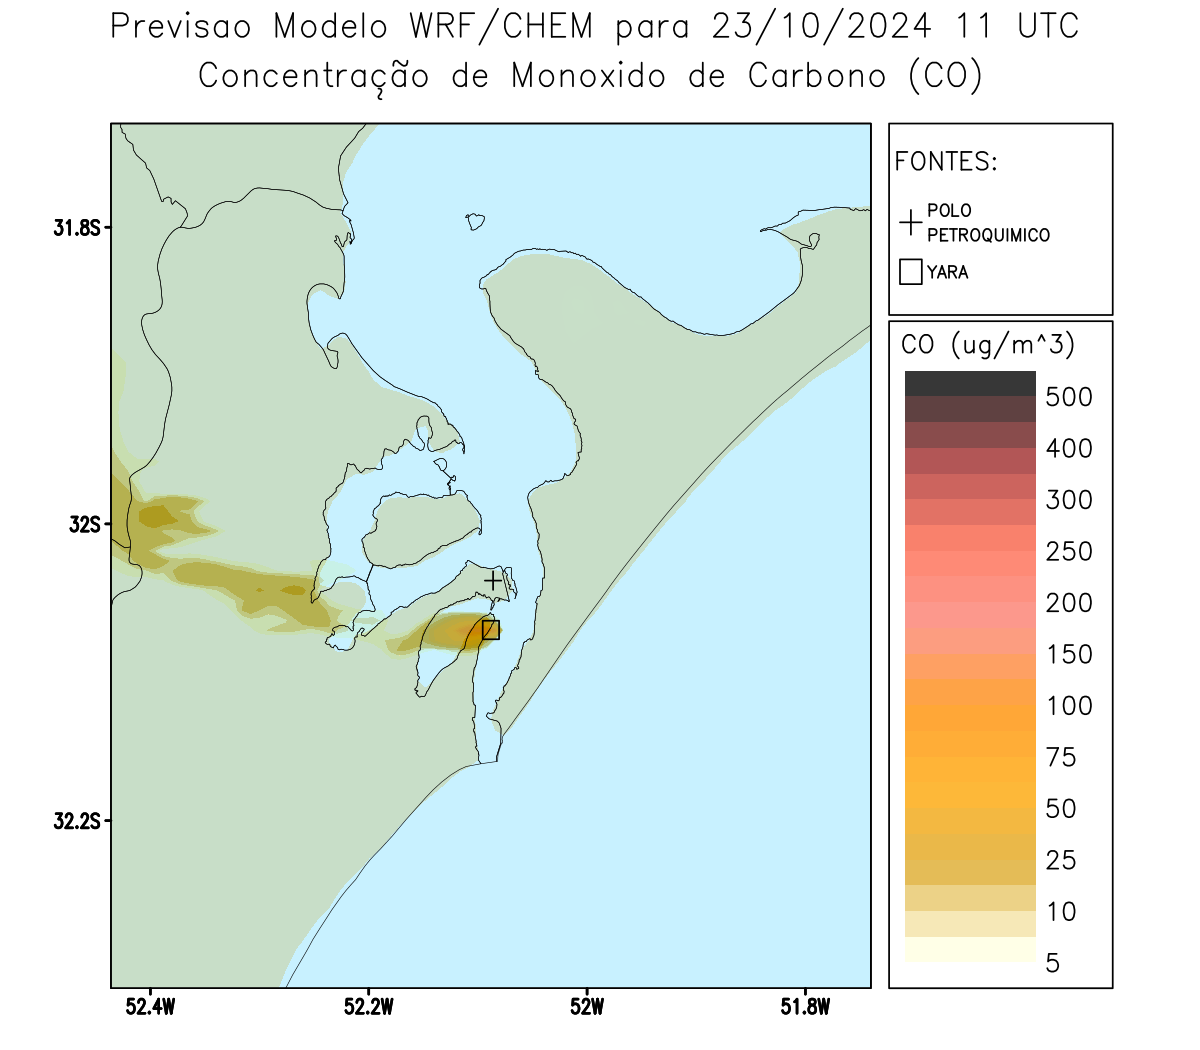 Previsao Modelo WRF/CHEM para 23/10/2024 11 UTC
Concentração de Monoxido de Carbono (CO)
FONTES:
POLO
PETROQUIMICO
YARA
CO (ug/m^3)
500
400
300
250
200
150
100
75
50
25
10
5
31.8S
32S
32.2S
52.4W
52.2W
52W
51.8W